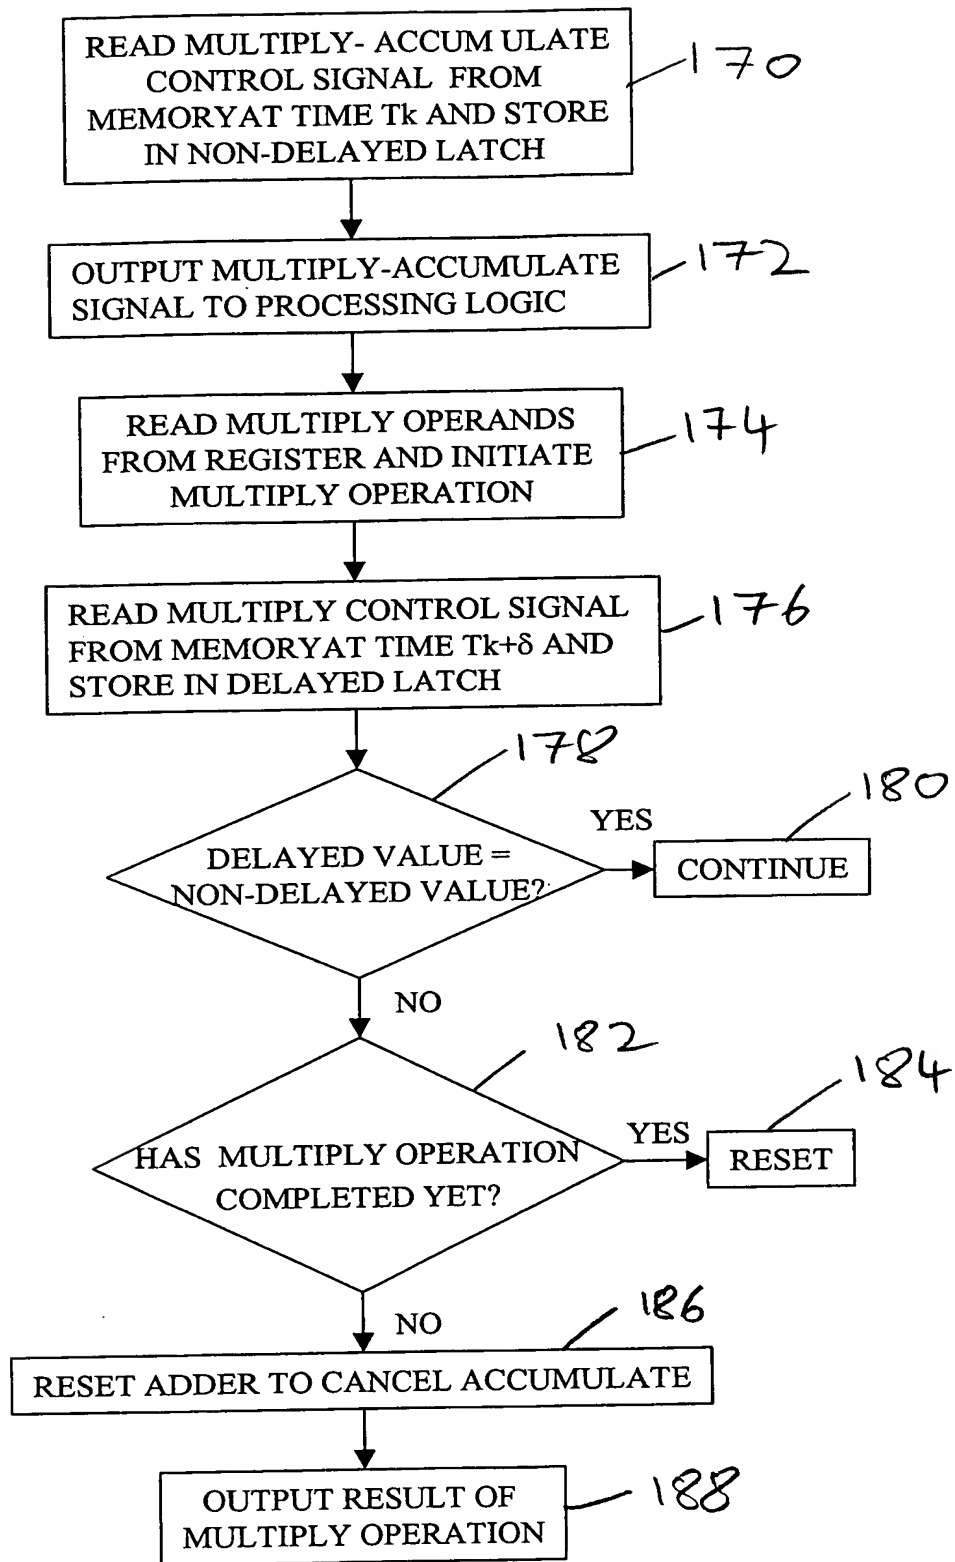 READ MULTIPLY- ACCUM ULATE
CONTROL SIGNAL FROM
MEMORYAT TIME Tk AND STORE
IN NON-DELAYED LATCH
170
OUTPUT MULTIPLY-ACCUMULATE
SIGNAL TO PROCESSING LOGIC
172
READ MULTIPLY OPERANDS
FROM REGISTER AND INITIATE
MULTIPLY OPERATION
174
READ MULTIPLY CONTROL SIGNAL
FROM MEMORYAT TIME Tk+δ AND
STORE IN DELAYED LATCH
176
178
DELAYED VALUE =
NON-DELAYED VALUE?
YES
180
CONTINUE
NO
182
HAS MULTIPLY OPERATION
COMPLETED YET?
YES
184
RESET
NO
186
RESET ADDER TO CANCEL ACCUMULATE
OUTPUT RESULT OF
MULTIPLY OPERATION
188